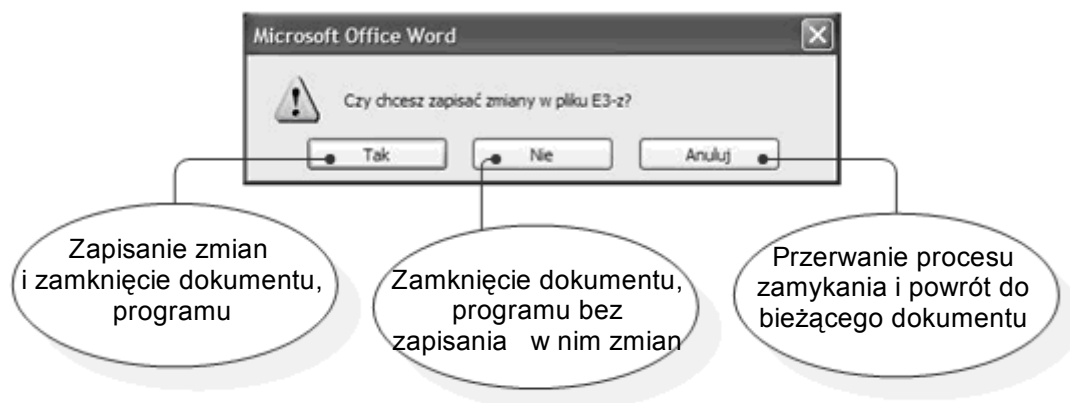 Microsoft Office Word
Czy chcesz zapisać zmiany w pliku E3-z?
Tak
Nie
Anuluj
Zapisanie zmian
i zamknięcie dokumentu,
programu
Zamknięcie dokumentu,
programu bez
zapisania w nim zmian
Przerwanie procesu
zamykania i powrót do
bieżącego dokumentu